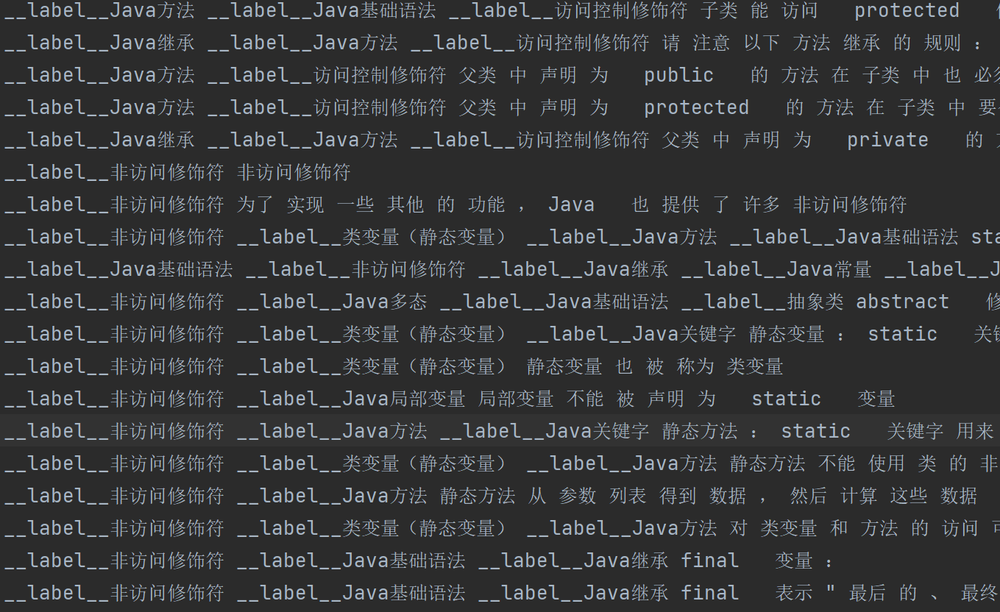 __label__Java方法 __label__Java基础语法 __label__访问控制修饰符 子类 能 访问 protected
__label__Java继承 __label__Java方法 __label__访问控制修饰符 请 注意 以下 方法 继承 的 规则 ：
__label__Java方法 __label__访问控制修饰符 父类 中 声明 为 public 的 方法 在 子类 中 也 必须
__label__Java方法 __label__访问控制修饰符 父类 中 声明 为 protected 的 方法 在 子类 中 要
__label__Java继承 __label__Java方法 __label__访问控制修饰符 父类 中 声明 为 private 的
__label__非访问修饰符 非访问修饰符
__label__非访问修饰符 为了 实现 一些 其他 的 功能 ， Java 也 提供 了 许多 非访问修饰符
__label__非访问修饰符 __label__类变量（静态变量） __label__Java方法 __label__Java基础语法 sta
__label__Java基础语法 __label__非访问修饰符 __label__Java继承 __label__Java常量 __label__J
__label__非访问修饰符 __label__Java多态 __label__Java基础语法 __label__抽象类 abstract 修
__label__非访问修饰符 __label__类变量（静态变量） __label__Java关键字 静态变量 ： static 关键
__label__非访问修饰符 __label__类变量（静态变量） 静态变量 也 被 称为 类变量
__label__非访问修饰符 __label__Java局部变量 局部变量 不能 被 声明 为 static 变量
__label__非访问修饰符 __label__Java方法 __label__Java关键字 静态方法 ： static 关键字 用来
__label__非访问修饰符 __label__类变量（静态变量） __label__Java方法 静态方法 不能 使用 类 的 非
__label__非访问修饰符 __label__Java方法 静态方法 从 参数 列表 得到 数据 ， 然后 计算 这些 数据
__label__非访问修饰符 __label__类变量（静态变量） __label__Java方法 对 类变量 和 方法 的 访问 可
__label__非访问修饰符 __label__Java基础语法 __label__Java继承 final 变量 ：
__label__非访问修饰符 __label__Java基础语法 __label__Java继承 final 表示 " 最后 的 、 最终